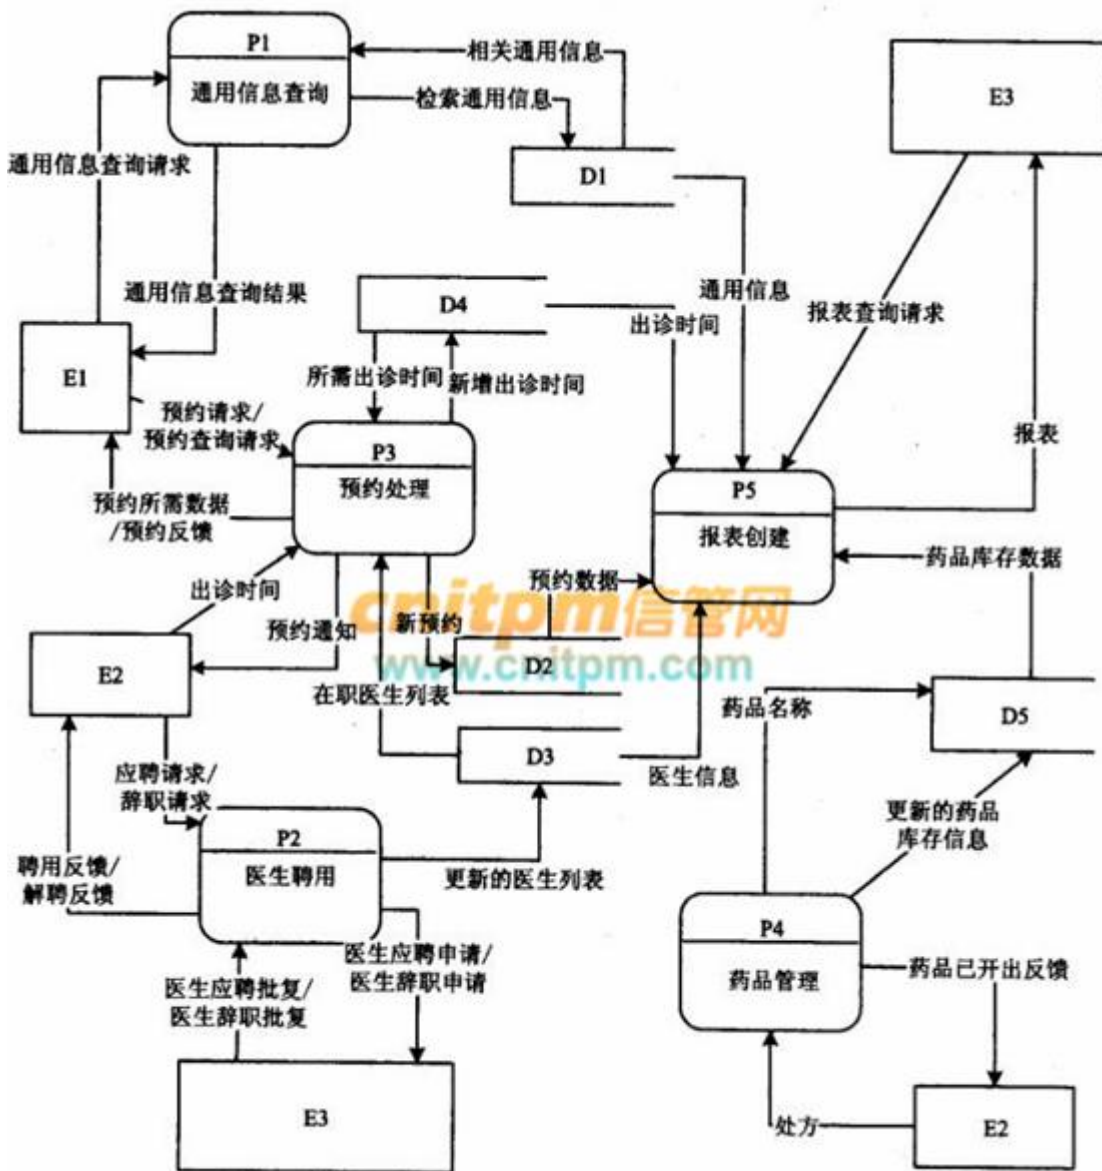 P1
通用信息查询
相关通用信息
检索通用信息
E3
通用信息查询请求
D1
通用信息查询结果
D4
通用信息
出诊时间
报表查询请求
E1
所需出诊时间
新增出诊时间
预约请求/
预约查询请求
P3
预约处理
报表
P5
报表创建
预约所需数据
/预约反馈
药品库存数据
出诊时间
预约数据
cnitpm信管网
www.cnitpm.com
预约通知
新预约
E2
D2
在职医生列表
药品名称
D5
D3
医生信息
应聘请求/
辞职请求
更新的药品
库存信息
P2
医生聘用
聘用反馈/
解聘反馈
更新的医生列表
P4
药品管理
医生应聘申请/
医生辞职申请
药品已开出反馈
医生应聘批复/
医生辞职批复
E3
处方
E2